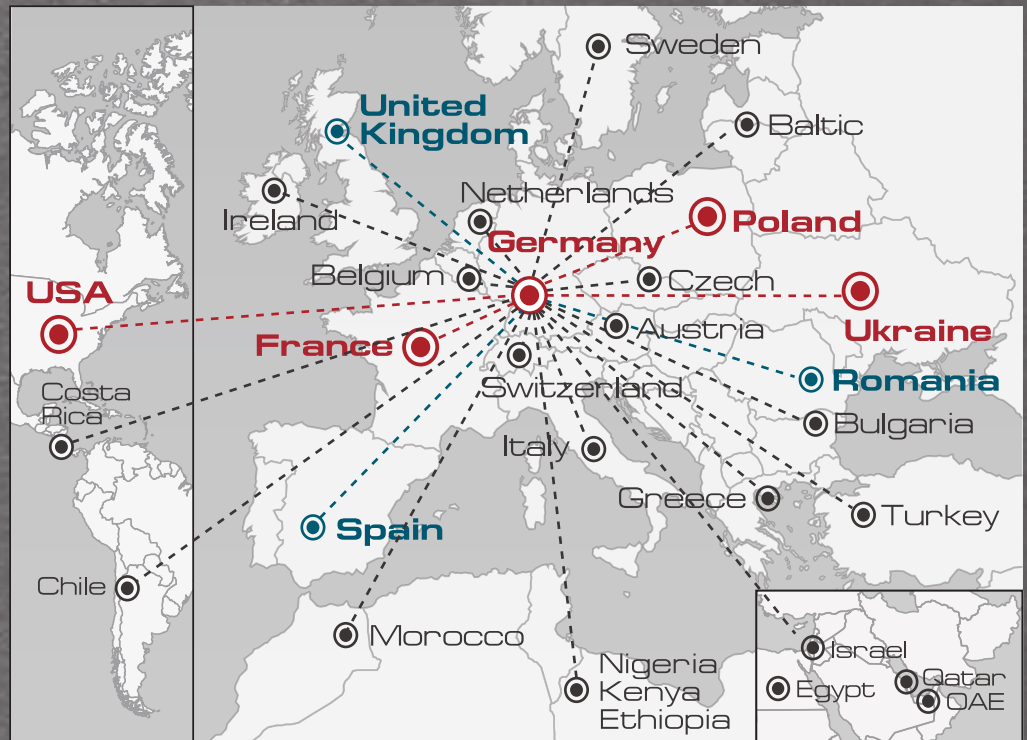 Sweden
United
Kingdom
Baltic
Netherlands
Ireland
Poland
Germany
Belgium
Czech
USA
Ukraine
Austria
France
Switzerland
Romania
Costa
Rica
Bulgaria
Italy
Greece
Turkey
Spain
Chile
Morocco
Israel
Nigeria
Kenya
Ethiopia
Qatar
Egypt
OAE